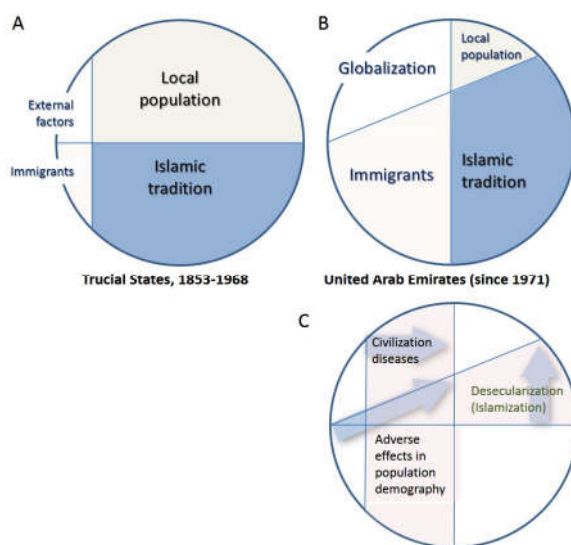 A
Local
population
External
factors
Immigrants
Islamic
tradition
Trucial States, 1853-1968
B
Local
population
Globalization
Immigrants
Islamic
tradition
United Arab Emirates (since 1971)
C
Civilization
diseases
Desecularization
(Islamization)
Adverse
effects in
population
demography